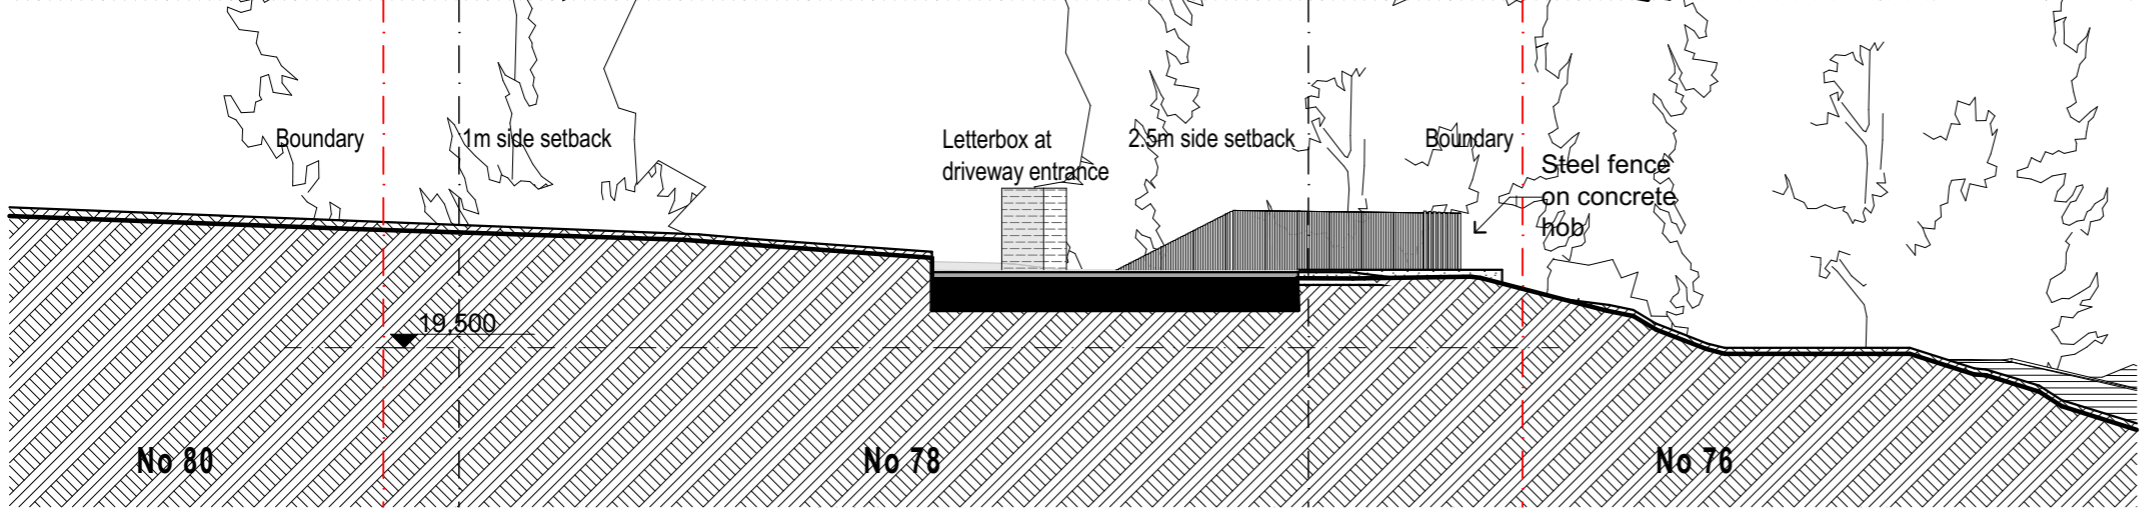 Boundary
1m side setback
Letterbox at
driveway entrance
2.5m side setback
Boundary
Steel fence
on concrete
hob
19,500
No 80
No 78
No 76